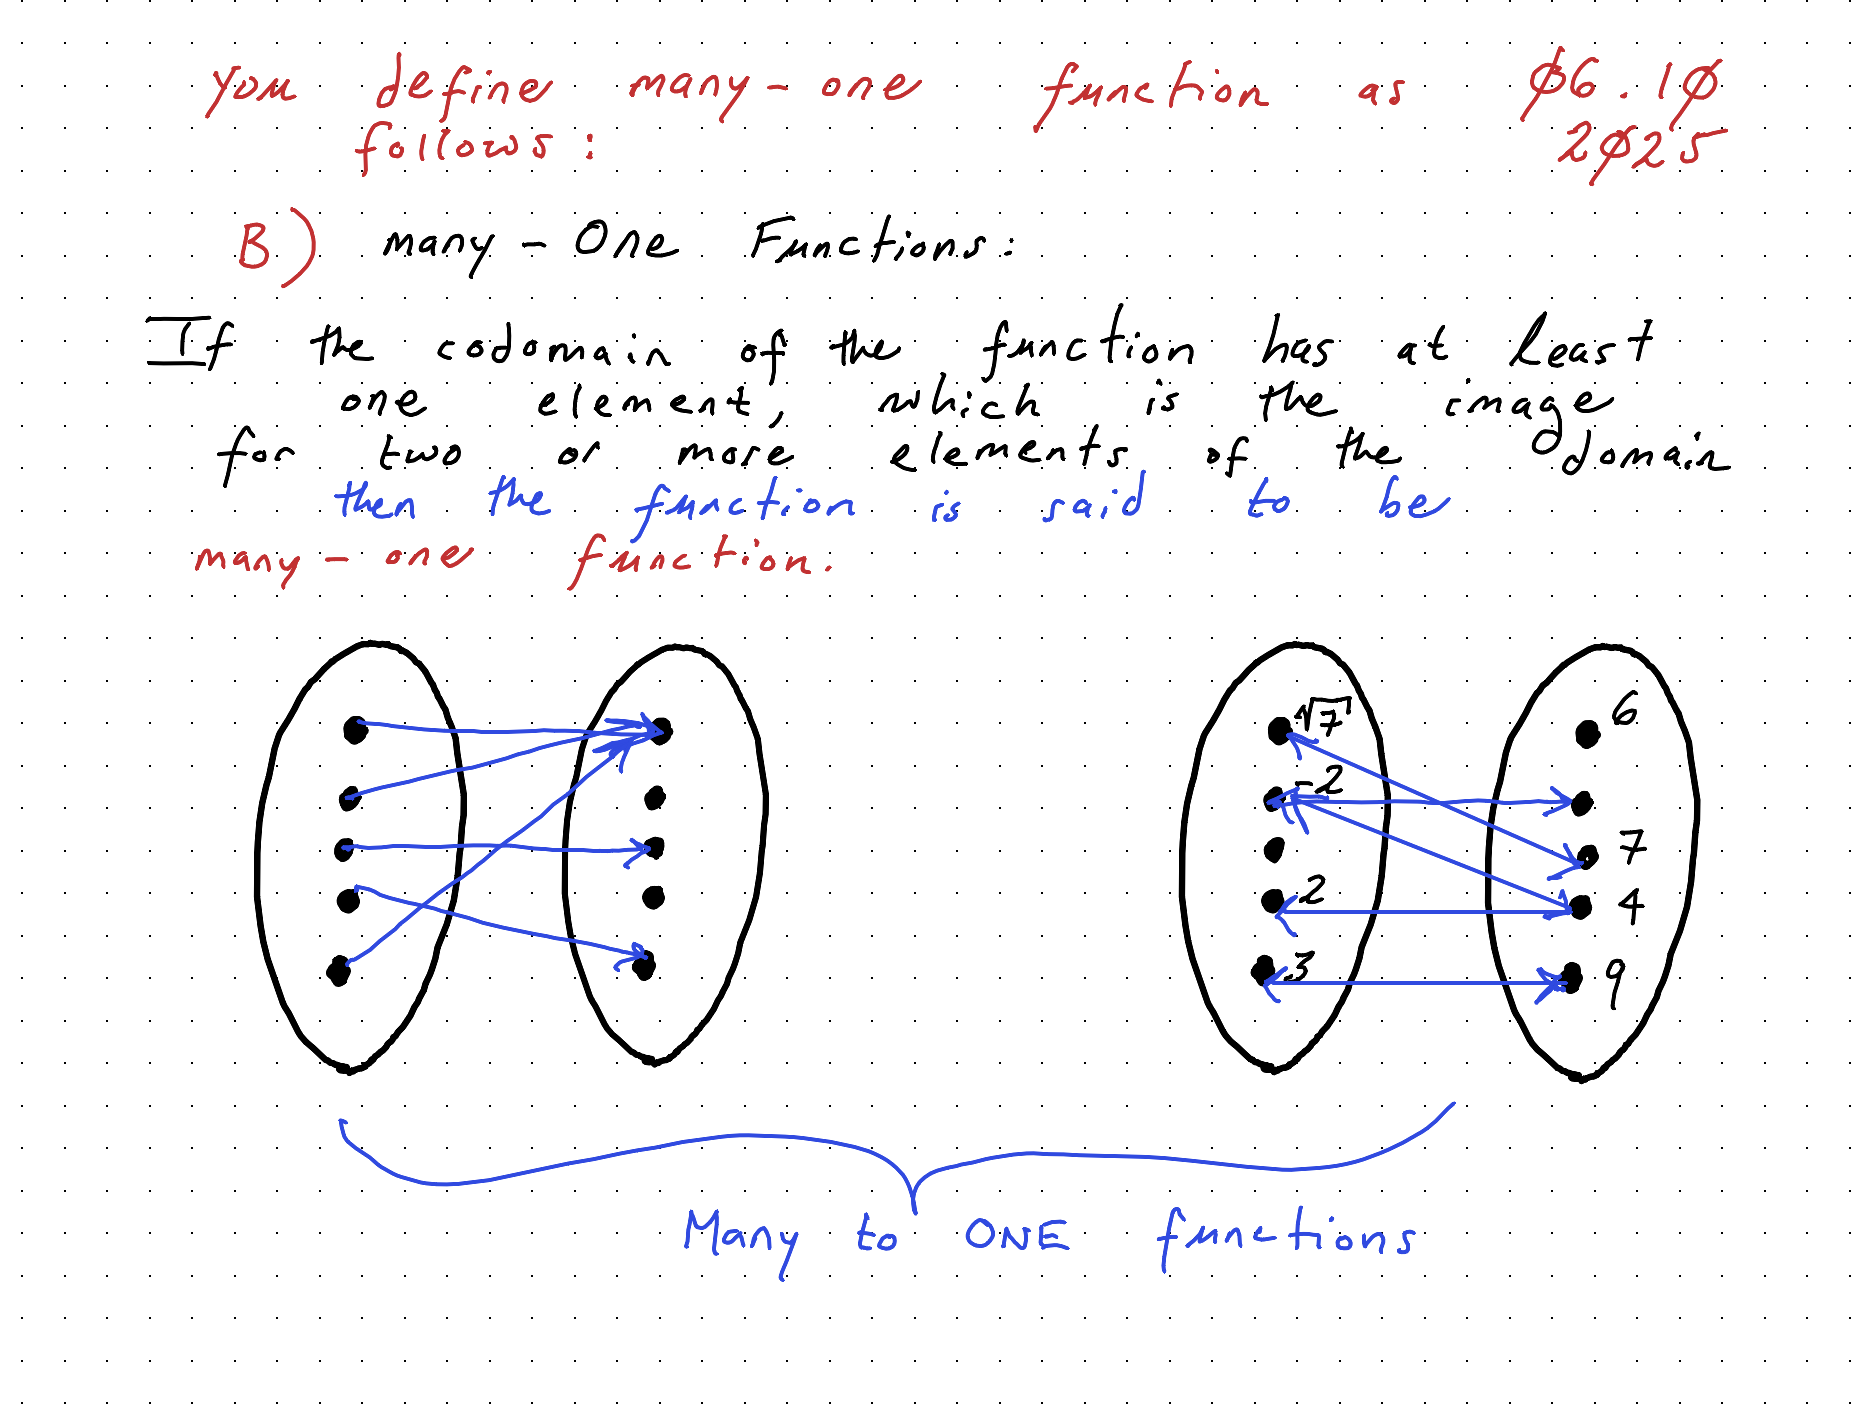 you define many-one function as Ø6.1Ø
follows: 2Ø25
B.) many-One Functions:
If the codomain of the function has at least
one element, which is the image
for two or more elements of the domain
then the function is said to be
many-one function.
√7 6
-2
7
2 4
3 9
Many to ONE functions